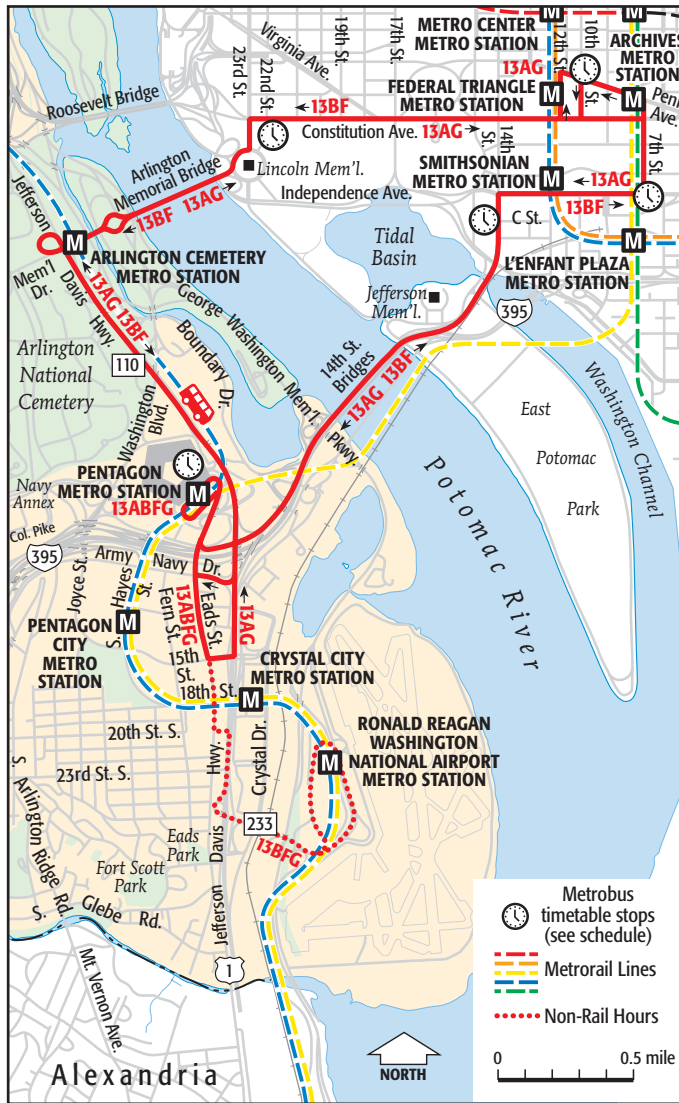 METRO CENTER
METRO STATION
ARCHIVES
METRO
STATION
FEDERAL TRIANGLE
METRO STATION
SMITHSONIAN
METRO STATION
L'ENFANT PLAZA
METRO STATION
Virginia Ave.
23rd St.
22nd St.
19th St.
17th St.
14th
St.
12th St.
10th
St.
7th St.
Penn
Ave.
13AG
13BF
Constitution Ave.
13AG
13AG
13BF
Roosevelt Bridge
Arlington
Memorial Bridge
13BF
13AG
Lincoln Mem'l.
Independence Ave.
C St.
Tidal
Basin
Jefferson
Mem'l.
395
M
M
M
M
M
M
ARLINGTON CEMETERY
METRO STATION
Mem'l
Dr.
Jefferson
Davis
Hwy.
13AG
13BF
110
Arlington
National
Cemetery
George Washington Mem'l.
Pkwy.
Boundary Dr.
Washington
Blvd.
14th St.
Bridges
13AG
13BF
East
Potomac
Park
Washington Channel
Potomac River
PENTAGON
METRO STATION
M
13ABFG
Navy
Annex
Col. Pike
395
Army
Navy
Dr.
Joyce St.
S. Hayes
St.
Fern St.
Eads St.
13ABFG
13AG
PENTAGON
CITY
METRO
STATION
M
15th
St.
18th St.
CRYSTAL CITY
METRO STATION
M
20th St. S.
23rd St. S.
Hwy.
Davis
Jefferson
Crystal Dr.
RONALD REAGAN
WASHINGTON
NATIONAL AIRPORT
METRO STATION
M
233
13BFG
Eads
Park
Fort Scott
Park
S. Arlington Ridge Rd.
S. Glebe Rd.
Mt. Vernon Ave.
1
Alexandria
NORTH
Metrobus
timetable stops
(see schedule)
Metrorail Lines
Non-Rail Hours
0
0.5 mile